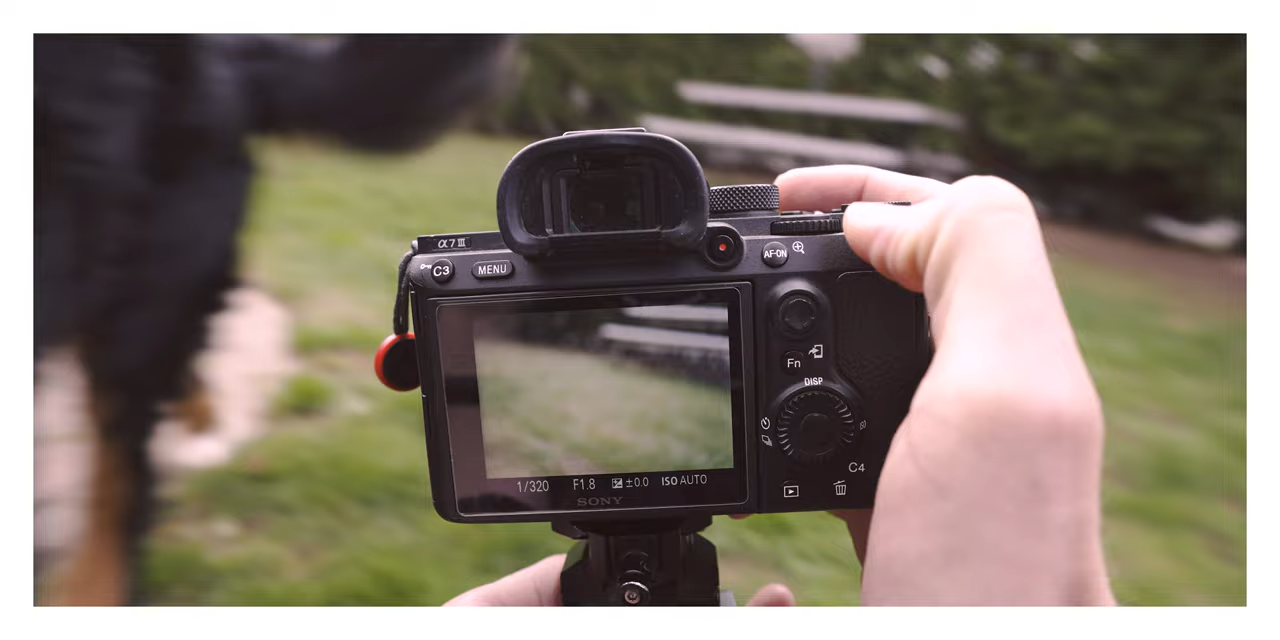 α7III
C3 MENU
AF-ON
Fn
DISP
1/320 F1.8 ±0.0 ISO AUTO
SONY
C4